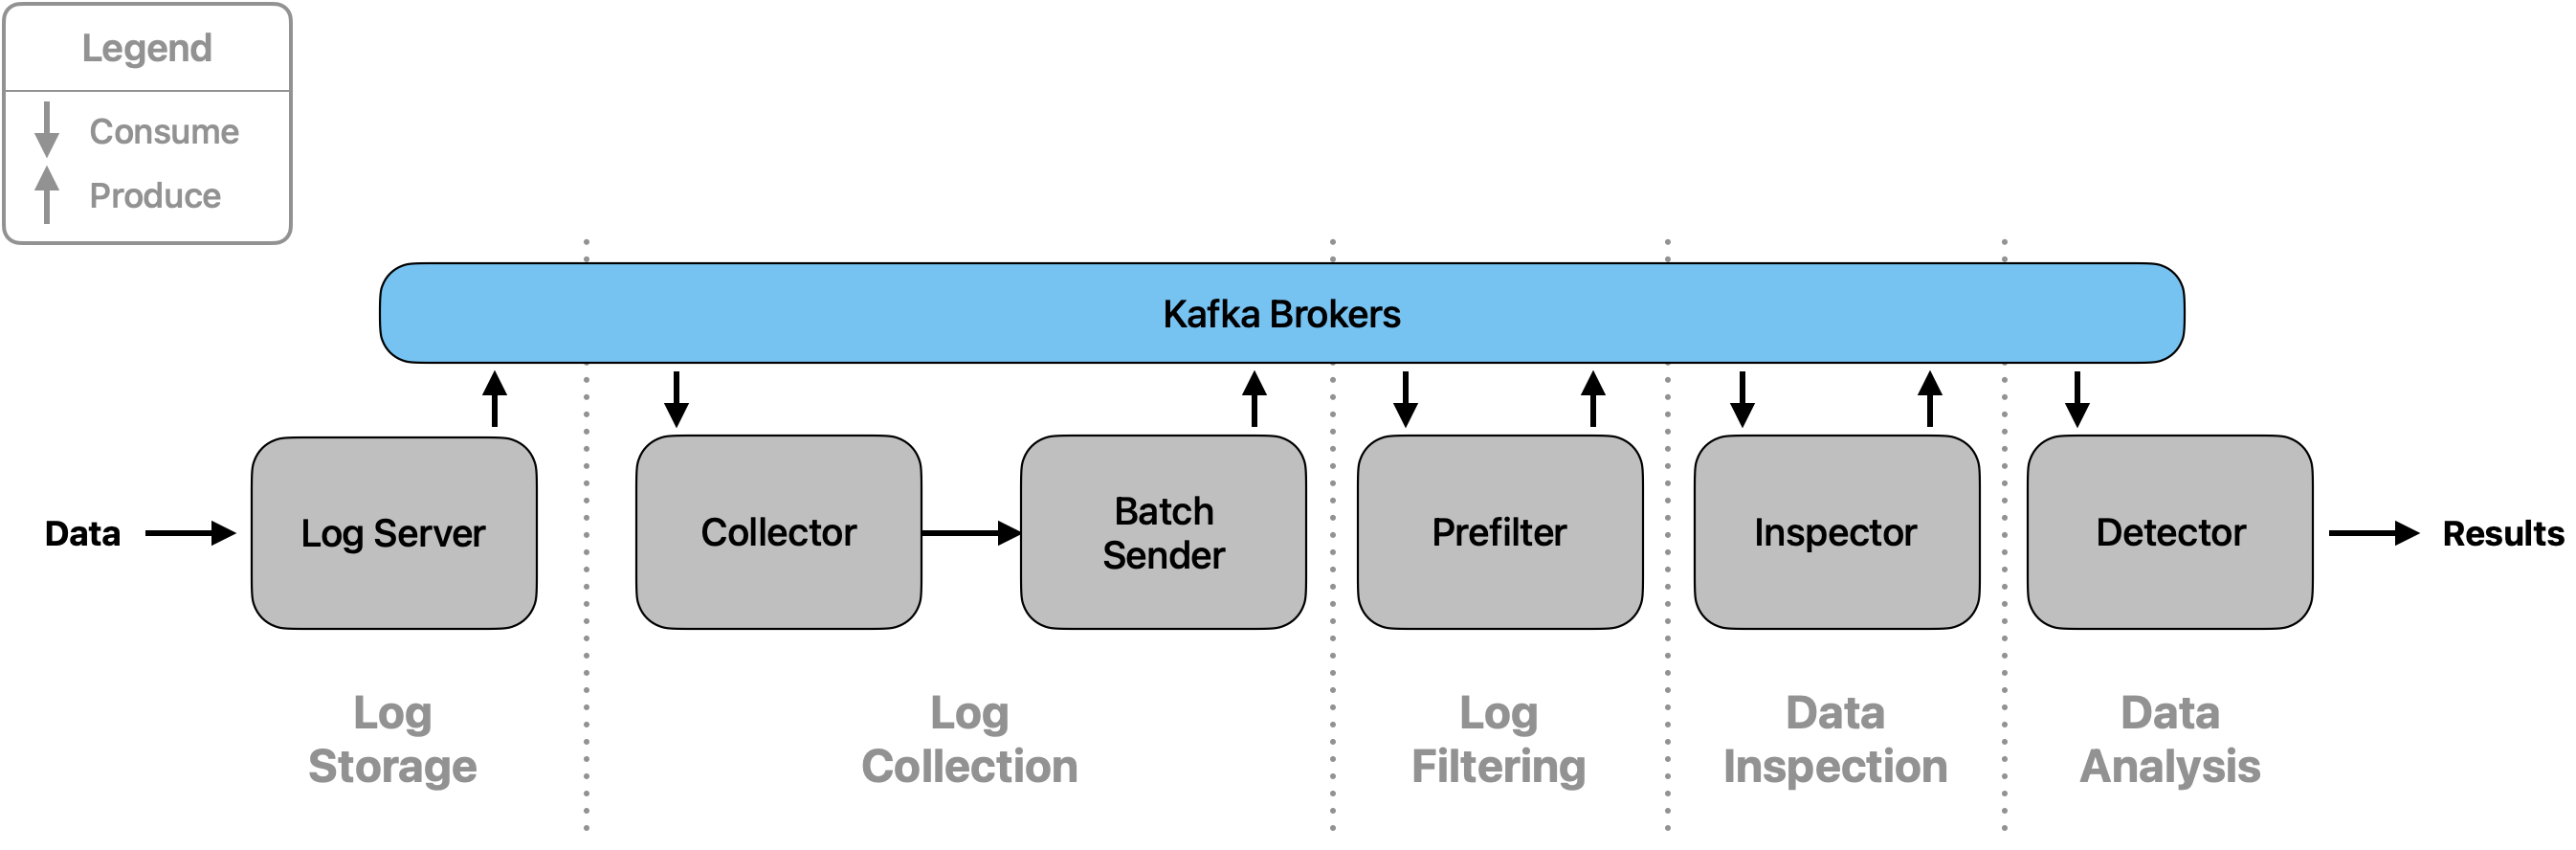 Legend
Consume
Produce
Kafka Brokers
Data
Log Server
Collector
Batch
Sender
Prefilter
Inspector
Detector
Results
Log
Storage
Log
Collection
Log
Filtering
Data
Inspection
Data
Analysis